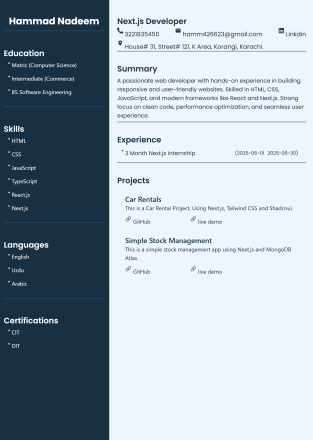 Hammad Nadeem
Education
* Matric (Computer Science)
* Intermediate (Commerce)
* BS Software Engineering
Skills
* HTML
* CSS
* JavaScript
* TypeScript
* React.js
* Next.js
Languages
* English
* Urdu
* Arabic
Certifications
* CIT
* DIT
Next.js Developer
3221835450 hamm426623@gmail.com Linkdin
House# 31, Street# 121, K Area, Korangi, Karachi.
Summary
A passionate web developer with hands-on experience in building
responsive and user-friendly websites. Skilled in HTML, CSS,
JavaScript, and modern frameworks like React and Next.js. Strong
focus on clean code, performance optimization, and seamless user
experience.
Experience
* 3 Month Next.js Internship (2025-06-01 2025-06-30)
Projects
Car Rentals
This is a Car Rental Project. Using Next.js, Tailwind CSS and Shadcnui.
GitHub live demo
Simple Stock Management
This is a simple stock management app using Next.js and MongoDB
Atlas.
GitHub live demo